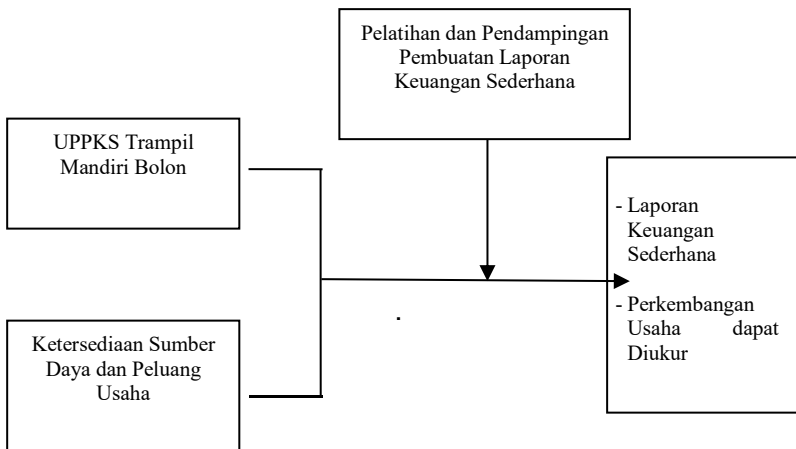 Pelatihan dan Pendampingan
Pembuatan Laporan
Keuangan Sederhana
UPPKS Trampil
Mandiri Bolon
- Laporan
Keuangan
Sederhana
- Perkembangan
Usaha dapat
Diukur
Ketersediaan Sumber
Daya dan Peluang
Usaha